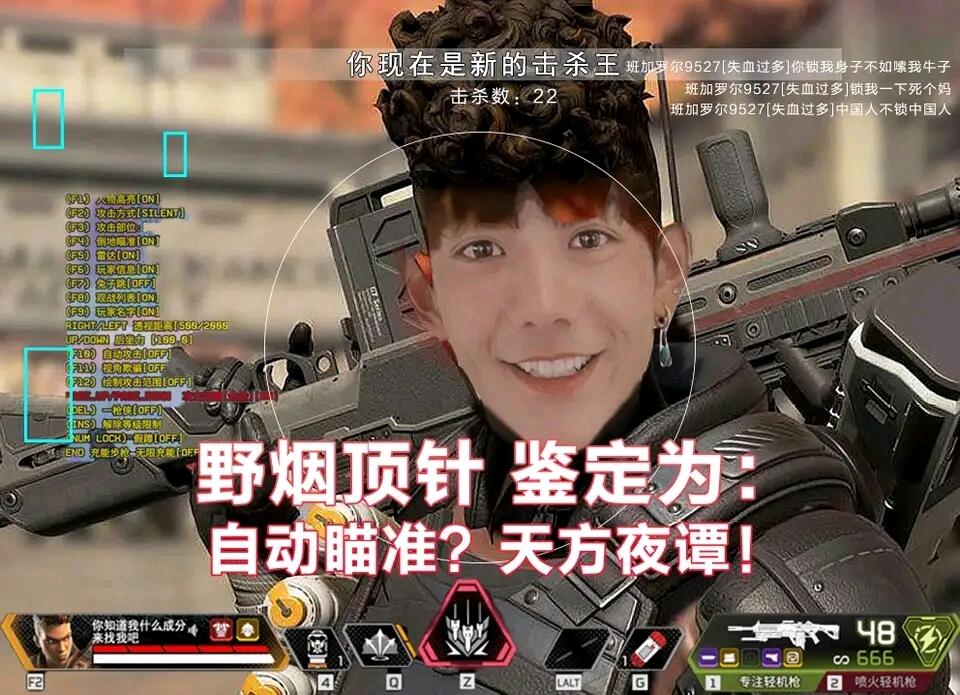 你现在是新的击杀王
击杀数：22
班加罗尔9527[失血过多]你锁我身子不如嗦我牛子
班加罗尔9527[失血过多]锁我一下死个妈
班加罗尔9527[失血过多]中国人不锁中国人
(F1) 人物高亮[ON]
(F2) 攻击方式[SILENT]
(F3) 攻击部位
(F4) 倒地瞄准[ON]
(F5) 雷达[ON]
(F6) 玩家信息[ON]
(F7) 兔子跳[OFF]
(F8) 观战列表[ON]
(F9) 玩家名字[ON]
RIGHT/LEFT 透视距离[500/2000
UP/DOWN 后坐力 [100.0]
(F10) 自动攻击[OFF]
(F11) 视角欺骗[OFF
(F12) 绘制攻击范围[OFF]
(DEL) 一枪侠[OFF]
(INS) 解除等级限制
(NUM LOCK) 假蹲[OFF]
END 充能步枪 无限充能[OFF
野烟顶针 鉴定为：
自动瞄准？天方夜谭！
你知道我什么成分
来找我吧
F2
1
4
Q
Z
LALT
1
G
48
∞ 666
1 专注轻机枪
2 喷火轻机枪